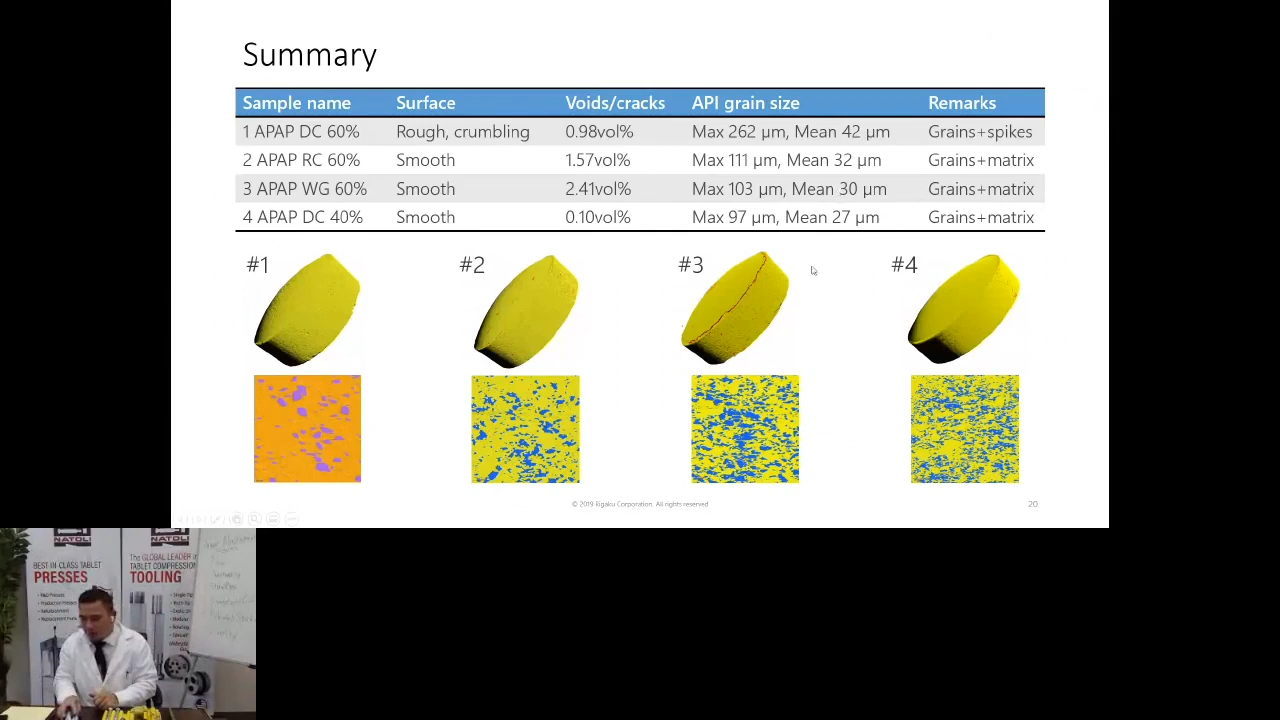 Summary
Sample name Surface Voids/cracks API grain size Remarks
1 APAP DC 60% Rough, crumbling 0.98vol% Max 262 µm, Mean 42 µm Grains+spikes
2 APAP RC 60% Smooth 1.57vol% Max 111 µm, Mean 32 µm Grains+matrix
3 APAP WG 60% Smooth 2.41vol% Max 103 µm, Mean 30 µm Grains+matrix
4 APAP DC 40% Smooth 0.10vol% Max 97 µm, Mean 27 µm Grains+matrix
#1 #2 #3 #4
© 2019 Rigaku Corporation. All rights reserved
20
NATOLI
BEST-IN-CLASS TABLET
PRESSES
The GLOBAL LEADER
TABLET COMPRESSION
TOOLING